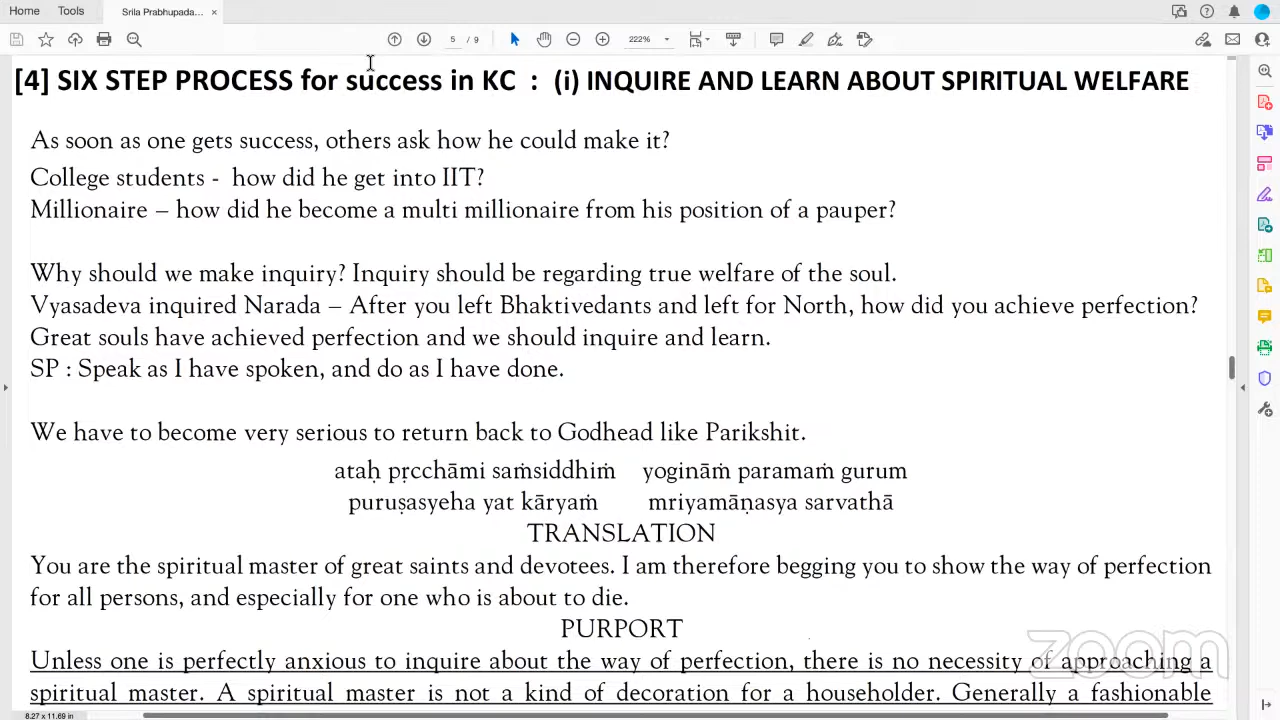 Home Tools Srila Prabhupada... ×
5 / 9 222%
[4] SIX STEP PROCESS for success in KC : (i) INQUIRE AND LEARN ABOUT SPIRITUAL WELFARE
As soon as one gets success, others ask how he could make it?
College students - how did he get into IIT?
Millionaire – how did he become a multi millionaire from his position of a pauper?
Why should we make inquiry? Inquiry should be regarding true welfare of the soul.
Vyasadeva inquired Narada – After you left Bhaktivedants and left for North, how did you achieve perfection?
Great souls have achieved perfection and we should inquire and learn.
SP : Speak as I have spoken, and do as I have done.
We have to become very serious to return back to Godhead like Parikshit.
ataḥ pṛcchāmi saṁsiddhiṁ yogināṁ paramaṁ gurum
puruṣasyeha yat kāryaṁ mriyamāṇasya sarvathā
TRANSLATION
You are the spiritual master of great saints and devotees. I am therefore begging you to show the way of perfection
for all persons, and especially for one who is about to die.
PURPORT
Unless one is perfectly anxious to inquire about the way of perfection, there is no necessity of approaching a
spiritual master. A spiritual master is not a kind of decoration for a householder. Generally a fashionable
zoom
8.27 x 11.69 in